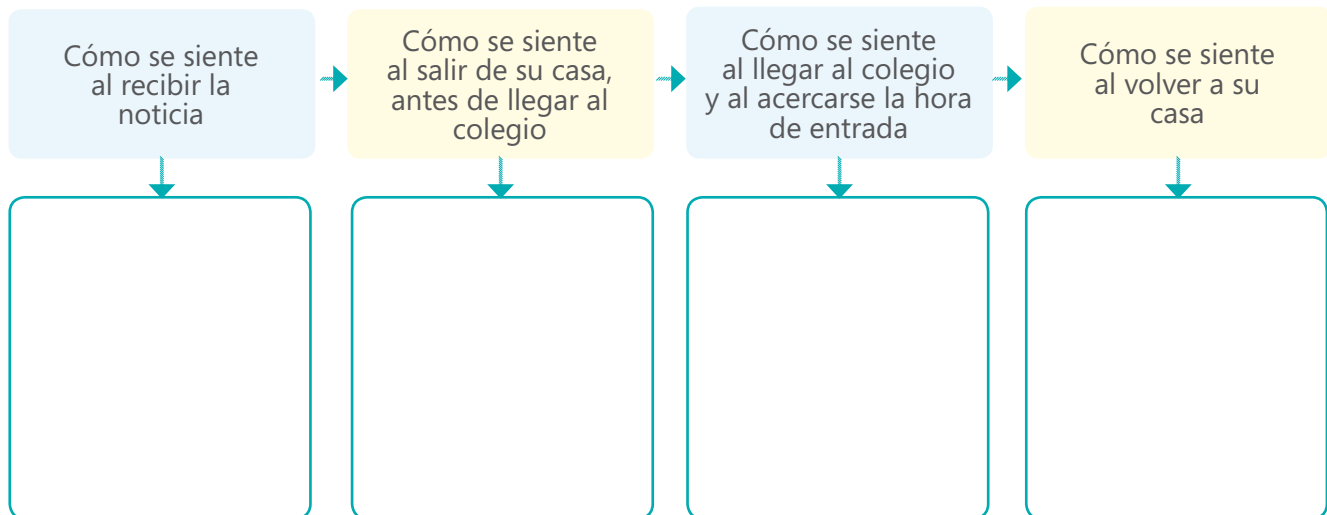 Cómo se siente
al recibir la
noticia
Cómo se siente
al salir de su casa,
antes de llegar al
colegio
Cómo se siente
al llegar al colegio
y al acercarse la hora
de entrada
Cómo se siente
al volver a su
casa